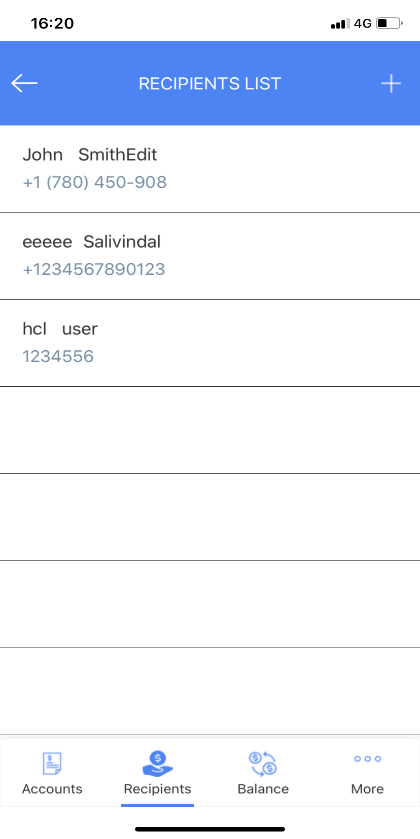 16:20 4G
RECIPIENTS LIST
John SmithEdit
+1 (780) 450-908
eeeee Salivindal
+1234567890123
hcl user
1234556
Accounts Recipients Balance More